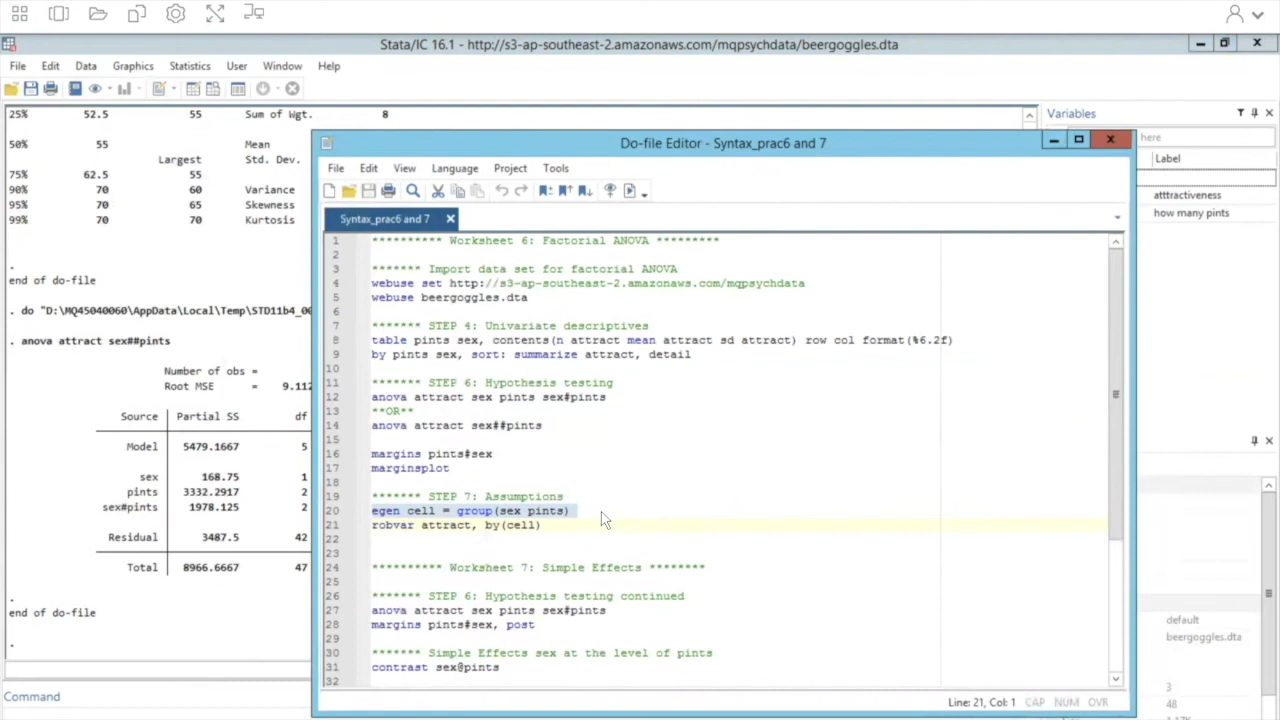 Stata/IC 16.1 - http://s3-ap-southeast-2.amazonaws.com/mqpsychdata/beergoggles.dta
File Edit Data Graphics Statistics User Window Help
25% 52.5 55 Sum of Wgt. 8
50% 55 Mean
Largest Std. Dev.
75% 62.5 55
90% 70 60 Variance
95% 70 65 Skewness
99% 70 70 Kurtosis
.
end of do-file
. do "D:\MQ45040060\AppData\Local\Temp\STD11b4_00
. anova attract sex##pints
Number of obs =
Root MSE = 9.112
Source Partial SS df
Model 5479.1667 5
sex 168.75 1
pints 3332.2917 2
sex#pints 1978.125 2
Residual 3487.5 42
Total 8966.6667 47
.
end of do-file
.
Command
Do-file Editor - Syntax_prac6 and 7
File Edit View Language Project Tools
Syntax_prac6 and 7
1 ********** Worksheet 6: Factorial ANOVA *********
2
3 ******* Import data set for factorial ANOVA
4 webuse set http://s3-ap-southeast-2.amazonaws.com/mqpsychdata
5 webuse beergoggles.dta
6
7 ******* STEP 4: Univariate descriptives
8 table pints sex, contents(n attract mean attract sd attract) row col format(%6.2f)
9 by pints sex, sort: summarize attract, detail
10
11 ******* STEP 6: Hypothesis testing
12 anova attract sex pints sex#pints
13 **OR**
14 anova attract sex##pints
15
16 margins pints#sex
17 marginsplot
18
19 ******* STEP 7: Assumptions
20 egen cell = group(sex pints)
21 robvar attract, by(cell)
22
23
24 ********** Worksheet 7: Simple Effects ********
25
26 ******* STEP 6: Hypothesis testing continued
27 anova attract sex pints sex#pints
28 margins pints#sex, post
29
30 ******* Simple Effects sex at the level of pints
31 contrast sex@pints
32
Line: 21, Col: 1 CAP NUM OVR
Variables
here
Label
atttractiveness
how many pints
default
beergoggles.dta
3
48